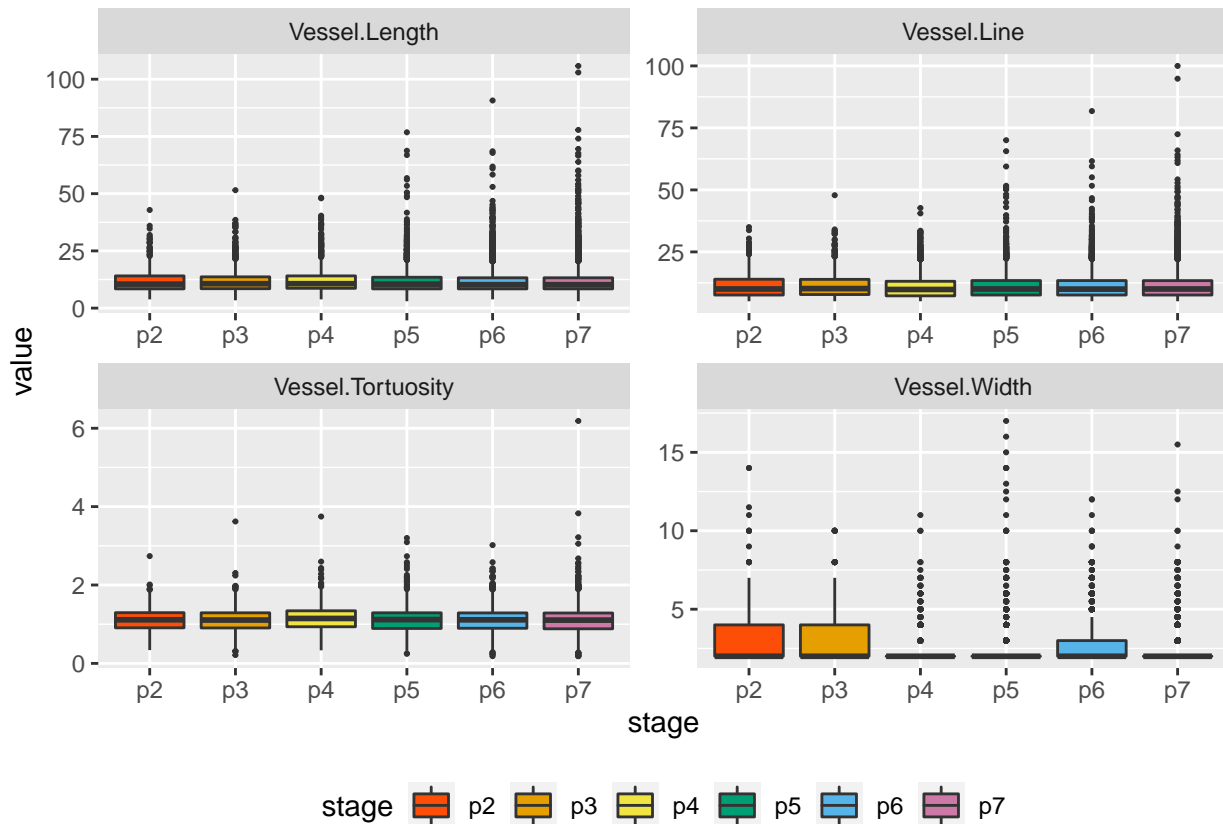 Vessel.Length
Vessel.Line
100
75
50
25
0
p2 p3 p4 p5 p6 p7
100
75
50
25
p2 p3 p4 p5 p6 p7
value
Vessel.Tortuosity
Vessel.Width
6
4
2
0
p2 p3 p4 p5 p6 p7
15
10
5
p2 p3 p4 p5 p6 p7
stage
stage p2 p3 p4 p5 p6 p7